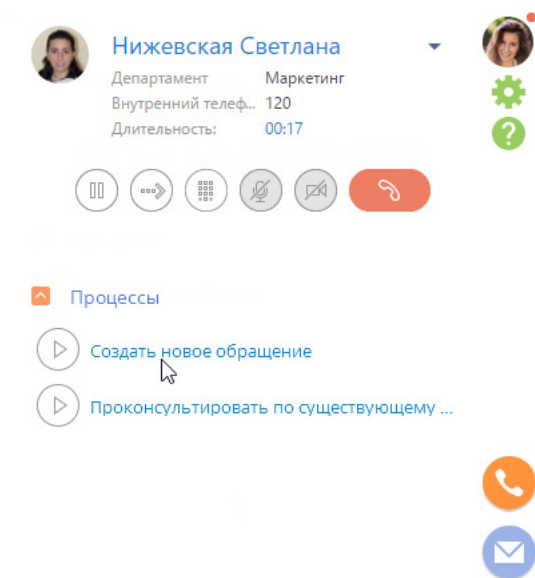 Нижевская Светлана
Департамент Маркетинг
Внутренний телеф... 120
Длительность: 00:17
Процессы
Создать новое обращение
Проконсультировать по существующему ...